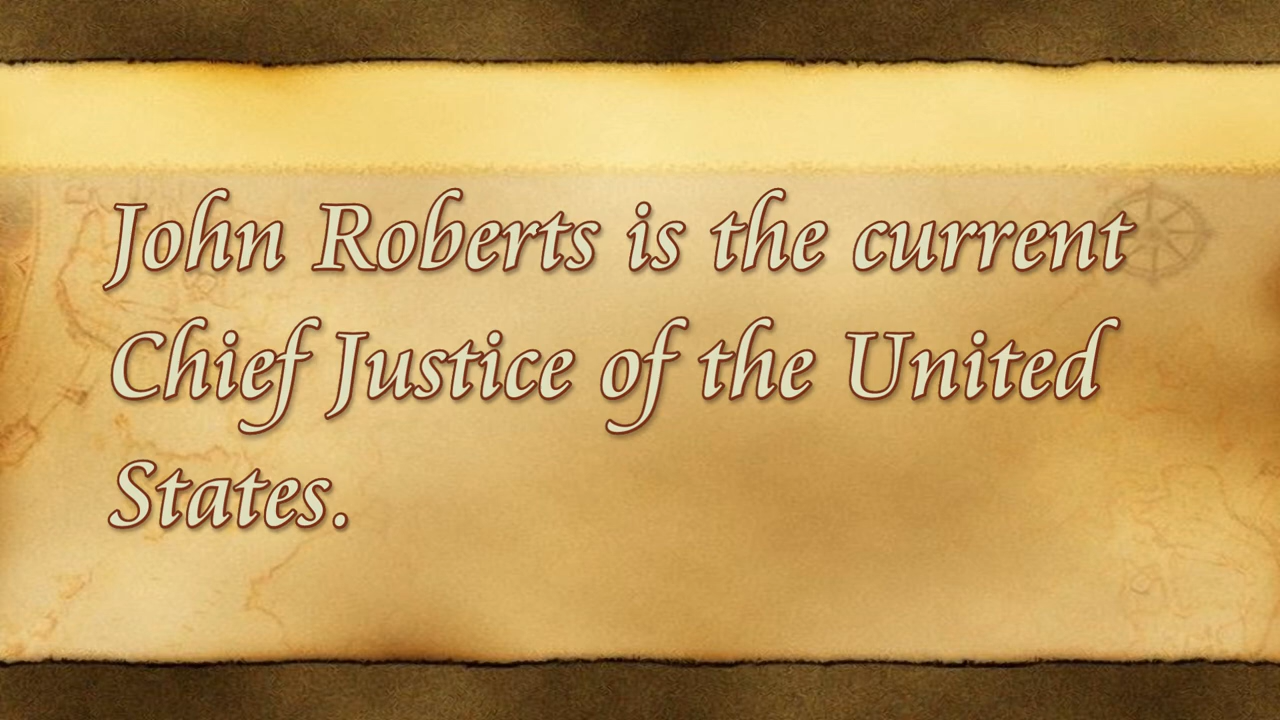 John Roberts is the current
Chief Justice of the United
States.